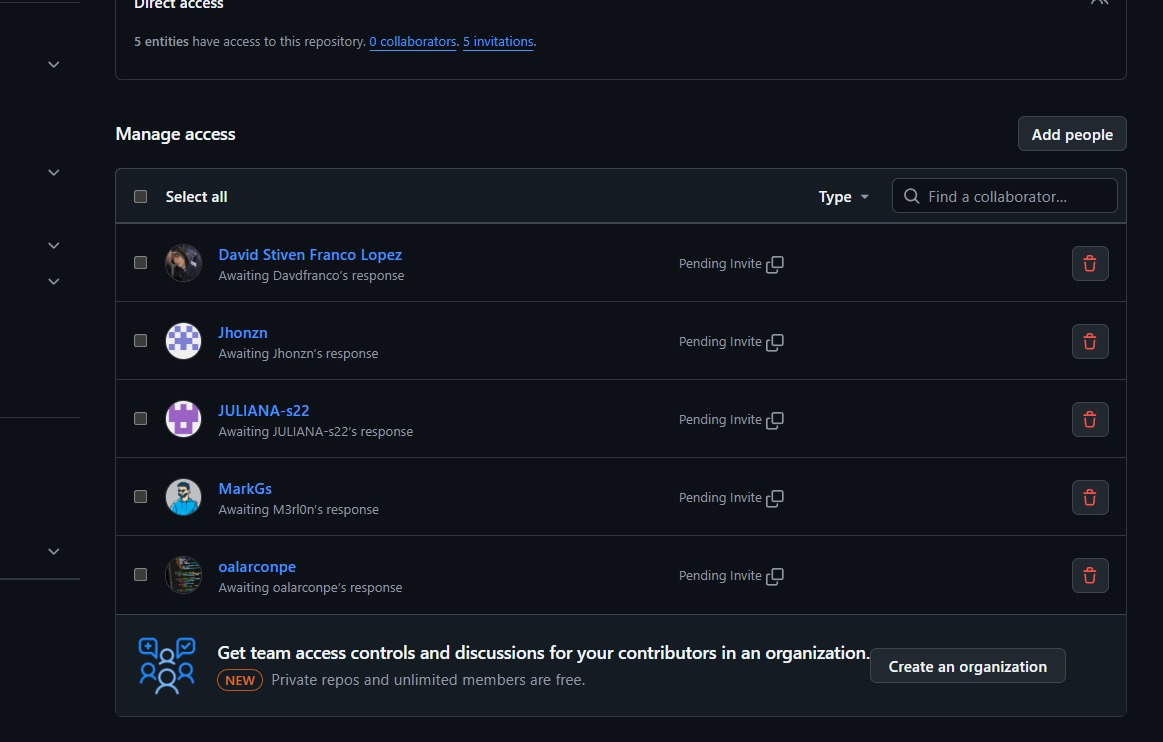 Direct access
5 entities have access to this repository. 0 collaborators. 5 invitations.
Manage access
Add people
Select all
Type
Find a collaborator...
David Stiven Franco Lopez
Awaiting Davdfranco's response
Pending Invite
Jhonzn
Awaiting Jhonzn's response
Pending Invite
JULIANA-s22
Awaiting JULIANA-s22's response
Pending Invite
MarkGs
Awaiting M3rl0n's response
Pending Invite
oalarconpe
Awaiting oalarconpe's response
Pending Invite
Get team access controls and discussions for your contributors in an organization.
NEW Private repos and unlimited members are free.
Create an organization